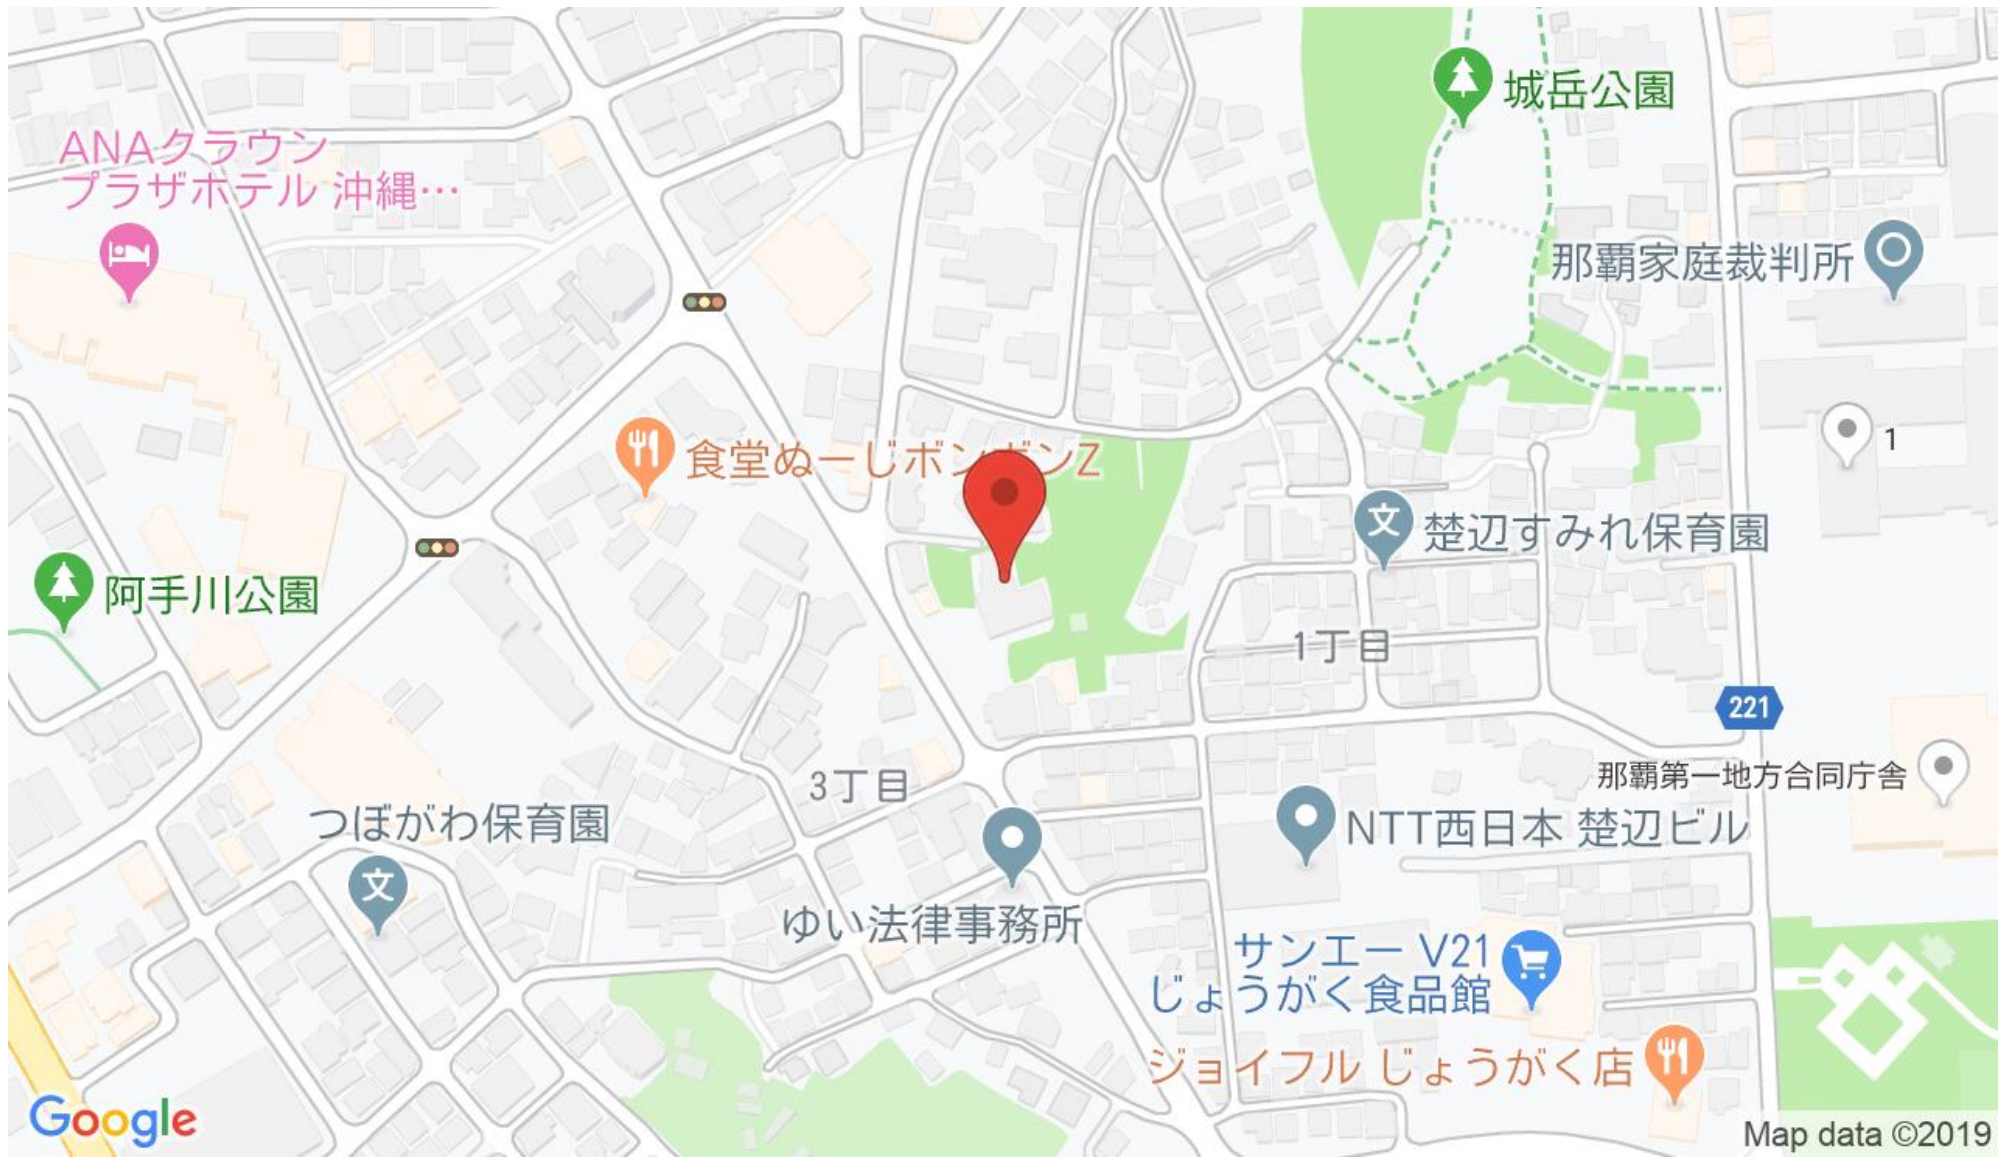 城岳公園
ANAクラウン
プラザホテル 沖縄…
那覇家庭裁判所
1
食堂ぬーじボンボンZ
文
楚辺すみれ保育園
阿手川公園
1丁目
221
3丁目
那覇第一地方合同庁舎
つぼがわ保育園
文
NTT西日本 楚辺ビル
ゆい法律事務所
サンエー V21
じょうがく食品館
ジョイフル じょうがく店
Google
Map data ©2019